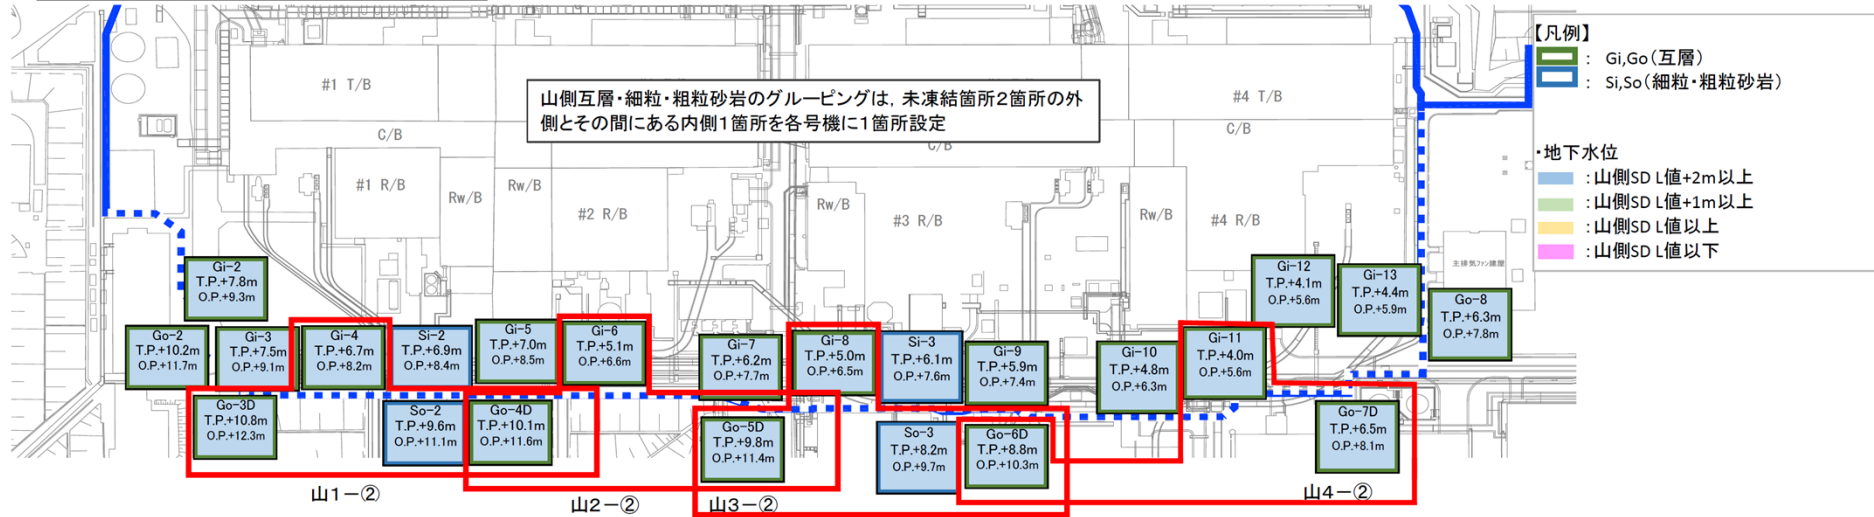 #1 T/B
山側互層・細粒・粗粒砂岩のグルーピングは，未凍結箇所２箇所の外
側とその間にある内側１箇所を各号機に１箇所設定
#4 T/B
C/B
C/B
#1 R/B
Rw/B
Rw/B
#2 R/B
Rw/B
#3 R/B
Rw/B
#4 R/B
主排気ファン建屋
【凡例】
： Gi,Go（互層）
： Si,So（細粒・粗粒砂岩）
・地下水位
：山側SD L値+2m以上
：山側SD L値+1m以上
：山側SD L値以上
：山側SD L値以下
Gi-2
T.P.+7.8m
O.P.+9.3m
Go-2
T.P.+10.2m
O.P.+11.7m
Gi-3
T.P.+7.5m
O.P.+9.1m
Gi-4
T.P.+6.7m
O.P.+8.2m
Si-2
T.P.+6.9m
O.P.+8.4m
Gi-5
T.P.+7.0m
O.P.+8.5m
Gi-6
T.P.+5.1m
O.P.+6.6m
Gi-7
T.P.+6.2m
O.P.+7.7m
Gi-8
T.P.+5.0m
O.P.+6.5m
Si-3
T.P.+6.1m
O.P.+7.6m
Gi-9
T.P.+5.9m
O.P.+7.4m
Gi-10
T.P.+4.8m
O.P.+6.3m
Gi-11
T.P.+4.0m
O.P.+5.6m
Gi-12
T.P.+4.1m
O.P.+5.6m
Gi-13
T.P.+4.4m
O.P.+5.9m
Go-8
T.P.+6.3m
O.P.+7.8m
Go-3D
T.P.+10.8m
O.P.+12.3m
So-2
T.P.+9.6m
O.P.+11.1m
Go-4D
T.P.+10.1m
O.P.+11.6m
Go-5D
T.P.+9.8m
O.P.+11.4m
So-3
T.P.+8.2m
O.P.+9.7m
Go-6D
T.P.+8.8m
O.P.+10.3m
Go-7D
T.P.+6.5m
O.P.+8.1m
山１－②
山２－②
山３－②
山４－②